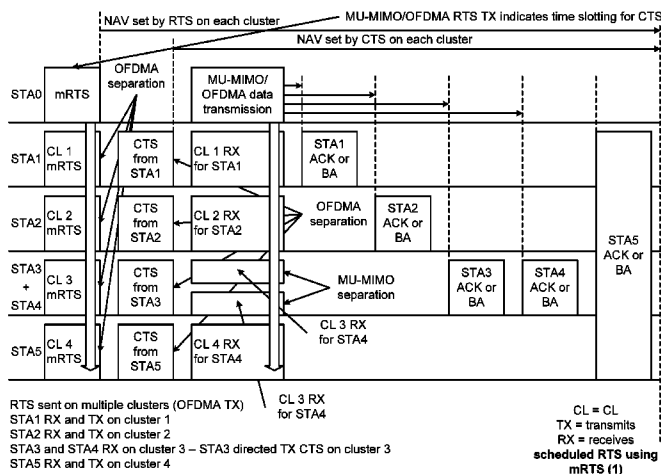 MU-MIMO/OFDMA RTS TX indicates time slotting for CTS
NAV set by RTS on each cluster
NAV set by CTS on each cluster
OFDMA
separation
STA0
mRTS
MU-MIMO/
OFDMA data
transmission
STA1
CL 1
mRTS
CTS
from
STA1
CL 1 RX
for STA1
STA1
ACK or
BA
STA2
CL 2
mRTS
CTS
from
STA2
CL 2 RX
for STA2
OFDMA
separation
STA2
ACK or
BA
STA5
ACK or
BA
STA3
+
STA4
CL 3
mRTS
CTS
from
STA3
MU-MIMO
separation
STA3
ACK or
BA
STA4
ACK or
BA
CL 3 RX
for STA4
STA5
CL 4
mRTS
CTS
from
STA5
CL 4 RX
for STA4
CL 3 RX
for STA4
RTS sent on multiple clusters (OFDMA TX)
STA1 RX and TX on cluster 1
STA2 RX and TX on cluster 2
STA3 and STA4 RX on cluster 3 – STA3 directed TX CTS on cluster 3
STA5 RX and TX on cluster 4
CL = CL
TX = transmits
RX = receives
scheduled RTS using
mRTS (1)